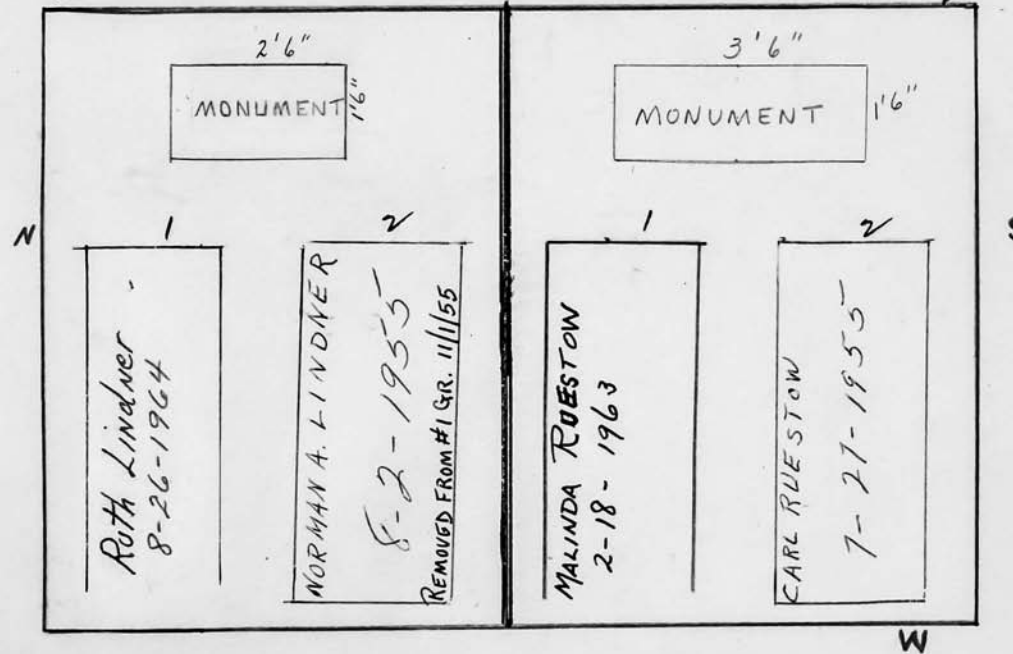 2'6"
MONUMENT
1'6"
3'6"
MONUMENT
1'6"
N
1
Ruth Lindner
8-26-1964
2
NORMAN A. LINDNER
8-2-1955
REMOVED FROM #1 GR. 11/1/55
1
MALINDA RUESTOW
2-18-1963
2
CARL RUESTOW
7-27-1955
W